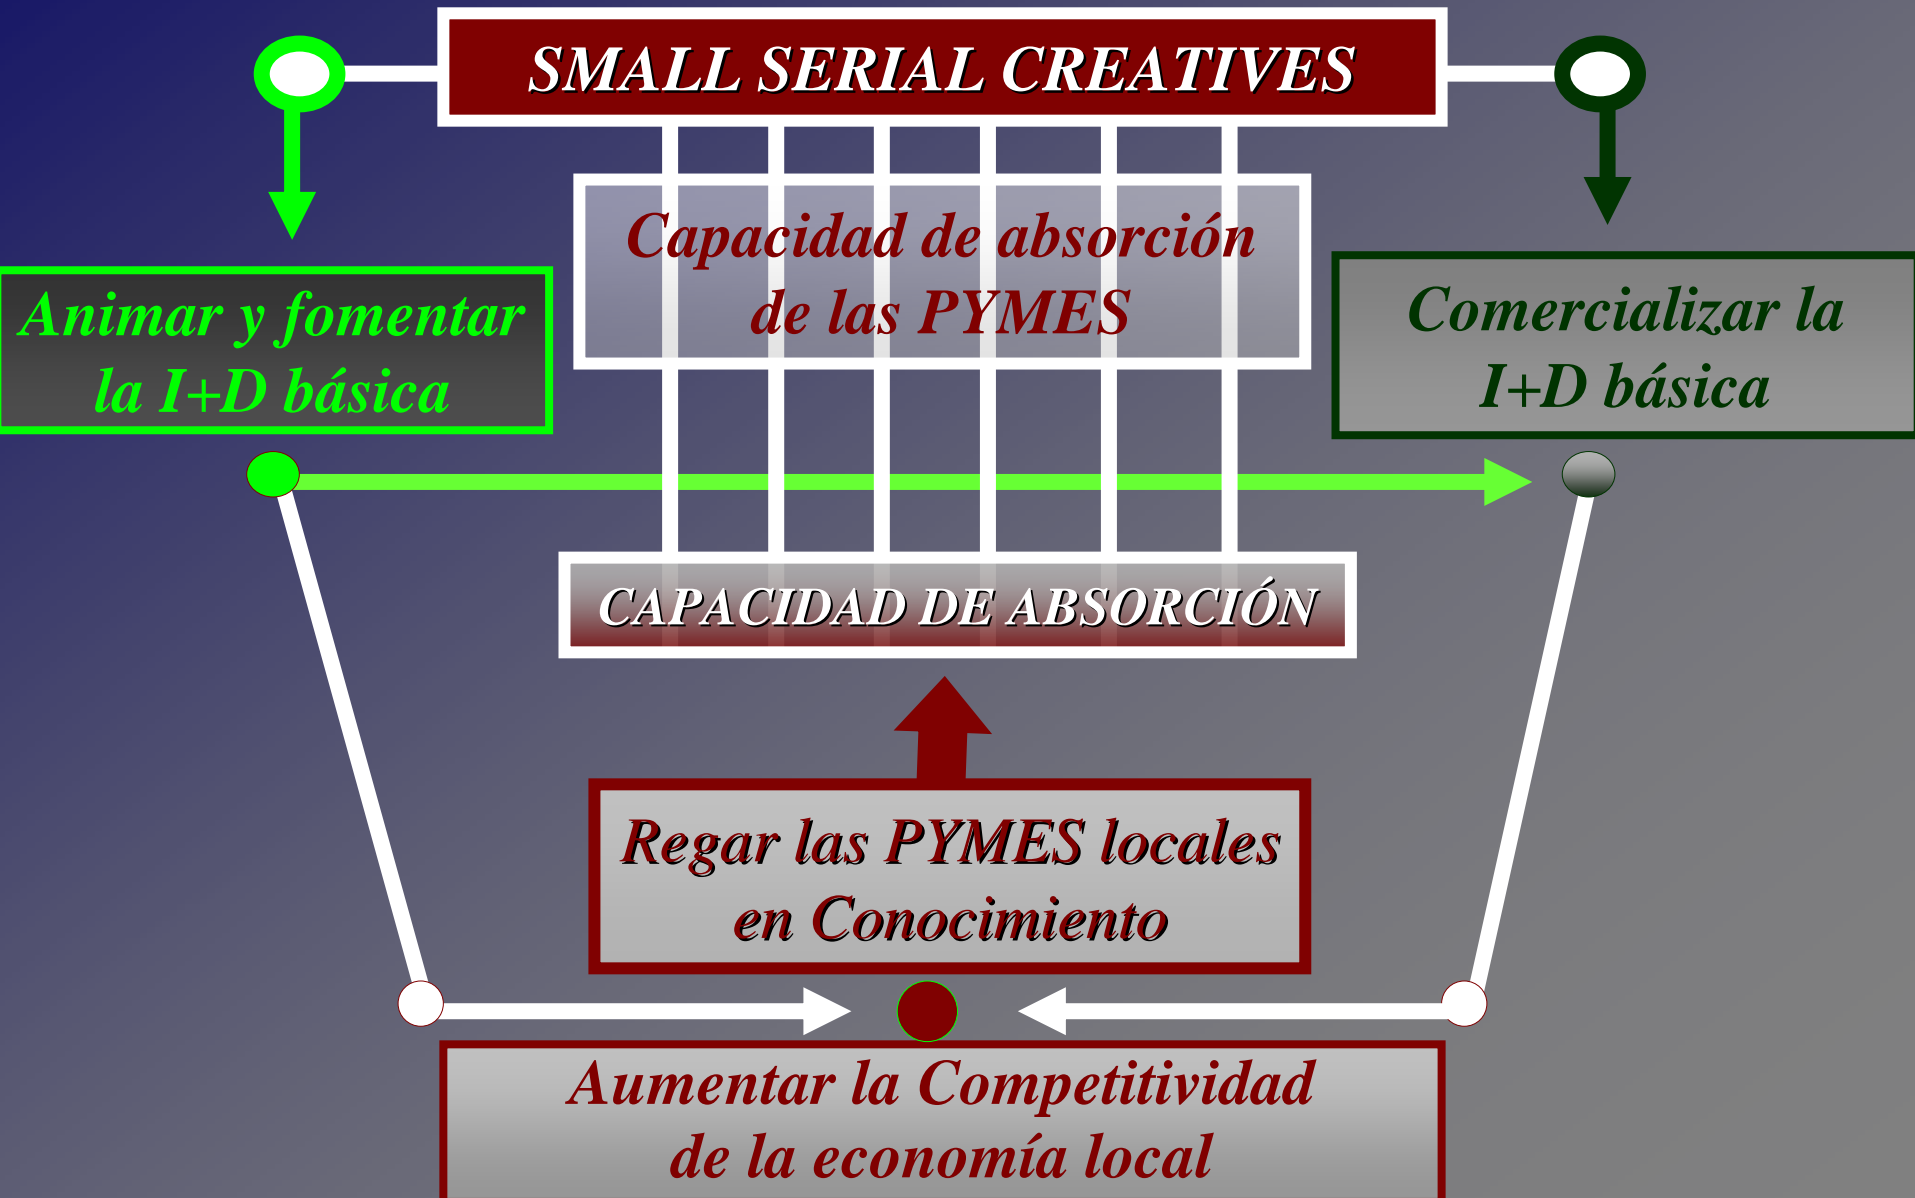 SMALL SERIAL CREATIVES
Capacidad de absorción
de las PYMES
Animar y fomentar
la I+D básica
Comercializar la
I+D básica
CAPACIDAD DE ABSORCIÓN
Regar las PYMES locales
en Conocimiento
Aumentar la Competitividad
de la economía local